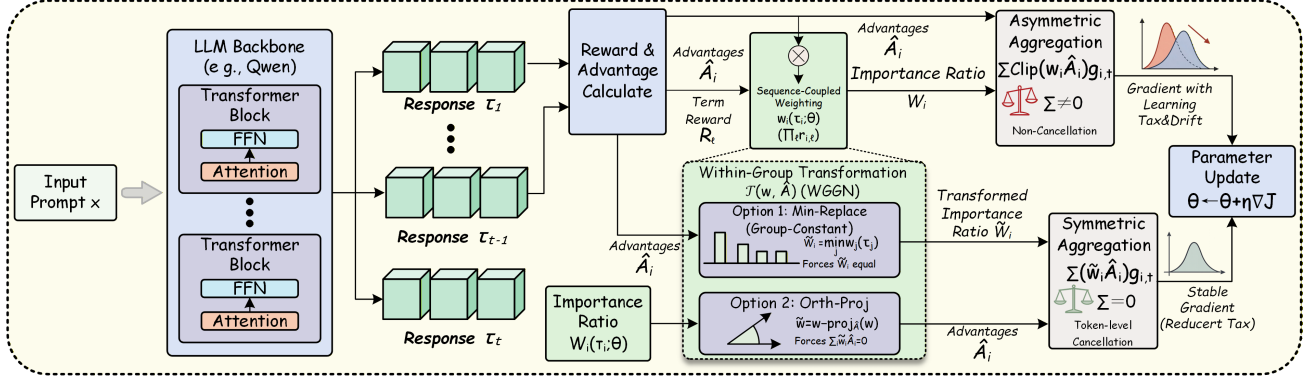 Input
Prompt x
LLM Backbone
(e g., Qwen)
Transformer
Block
FFN
Attention
Transformer
Block
FFN
Attention
Response τ₁
Response τₜ₋₁
Response τₜ
Reward &
Advantage
Calculate
Advantages
Âᵢ
Term
Reward
Rₗ
Advantages
Âᵢ
Importance
Ratio
Wᵢ(τᵢ;θ)
Sequence-Coupled
Weighting
wᵢ(τᵢ;θ)
(∏ₗrᵢ,ₗ)
Within-Group Transformation
𝒯(w, Â) (WGGN)
Option 1: Min-Replace
(Group-Constant)
w̃ᵢ =minⱼ wⱼ(τⱼ)
Forces w̃ᵢ equal
Option 2: Orth-Proj
w̃=w-proj_Â(w)
Forces ∑ᵢw̃ᵢÂᵢ=0
Advantages
Âᵢ
Importance Ratio
Wᵢ
Transformed
Importance
Ratio W̃ᵢ
Advantages
Âᵢ
Asymmetric
Aggregation
∑Clip(wᵢÂᵢ)gᵢ,ₜ
∑≠0
Non-Cancellation
Symmetric
Aggregation
∑(w̃ᵢÂᵢ)gᵢ,ₜ
∑=0
Token-level
Cancellation
Gradient with
Learning
Tax&Drift
Parameter
Update
θ←θ+η∇J
Stable
Gradient
(Reducert Tax)